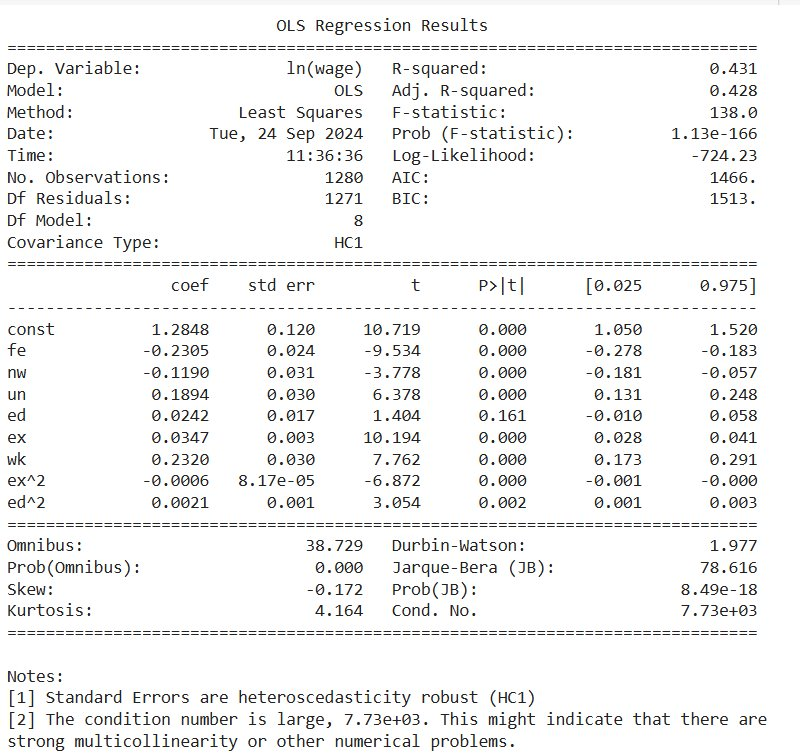 OLS Regression Results
==============================================================================
Dep. Variable: ln(wage) R-squared: 0.431
Model: OLS Adj. R-squared: 0.428
Method: Least Squares F-statistic: 138.0
Date: Tue, 24 Sep 2024 Prob (F-statistic): 1.13e-166
Time: 11:36:36 Log-Likelihood: -724.23
No. Observations: 1280 AIC: 1466.
Df Residuals: 1271 BIC: 1513.
Df Model: 8
Covariance Type: HC1
==============================================================================
coef std err t P>|t| [0.025 0.975]
------------------------------------------------------------------------------
const 1.2848 0.120 10.719 0.000 1.050 1.520
fe -0.2305 0.024 -9.534 0.000 -0.278 -0.183
nw -0.1190 0.031 -3.778 0.000 -0.181 -0.057
un 0.1894 0.030 6.378 0.000 0.131 0.248
ed 0.0242 0.017 1.404 0.161 -0.010 0.058
ex 0.0347 0.003 10.194 0.000 0.028 0.041
wk 0.2320 0.030 7.762 0.000 0.173 0.291
ex^2 -0.0006 8.17e-05 -6.872 0.000 -0.001 -0.000
ed^2 0.0021 0.001 3.054 0.002 0.001 0.003
==============================================================================
Omnibus: 38.729 Durbin-Watson: 1.977
Prob(Omnibus): 0.000 Jarque-Bera (JB): 78.616
Skew: -0.172 Prob(JB): 8.49e-18
Kurtosis: 4.164 Cond. No. 7.73e+03
==============================================================================
Notes:
[1] Standard Errors are heteroscedasticity robust (HC1)
[2] The condition number is large, 7.73e+03. This might indicate that there are
strong multicollinearity or other numerical problems.